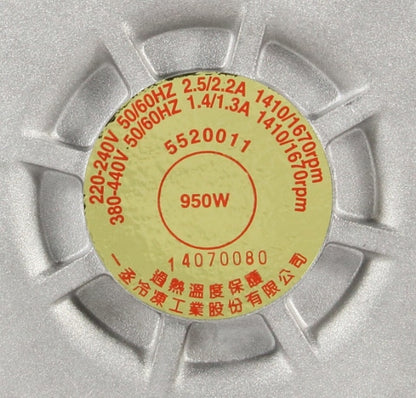 220-240V 50/60HZ 2.5/2.2A 1410/1670rpm
380-440V 50/60HZ 1.4/1.3A 1410/1670rpm
5520011
950W
14070080
過熱溫度保護
一丞冷凍工業股份有限公司